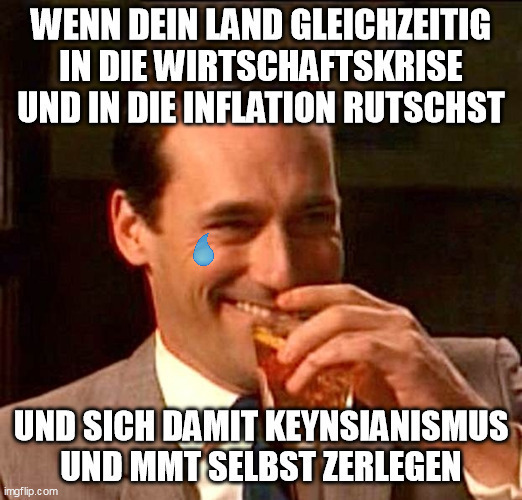 WENN DEIN LAND GLEICHZEITIG
IN DIE WIRTSCHAFTSKRISE
UND IN DIE INFLATION RUTSCHST
UND SICH DAMIT KEYNSIANISMUS
UND MMT SELBST ZERLEGEN
imgflip.com